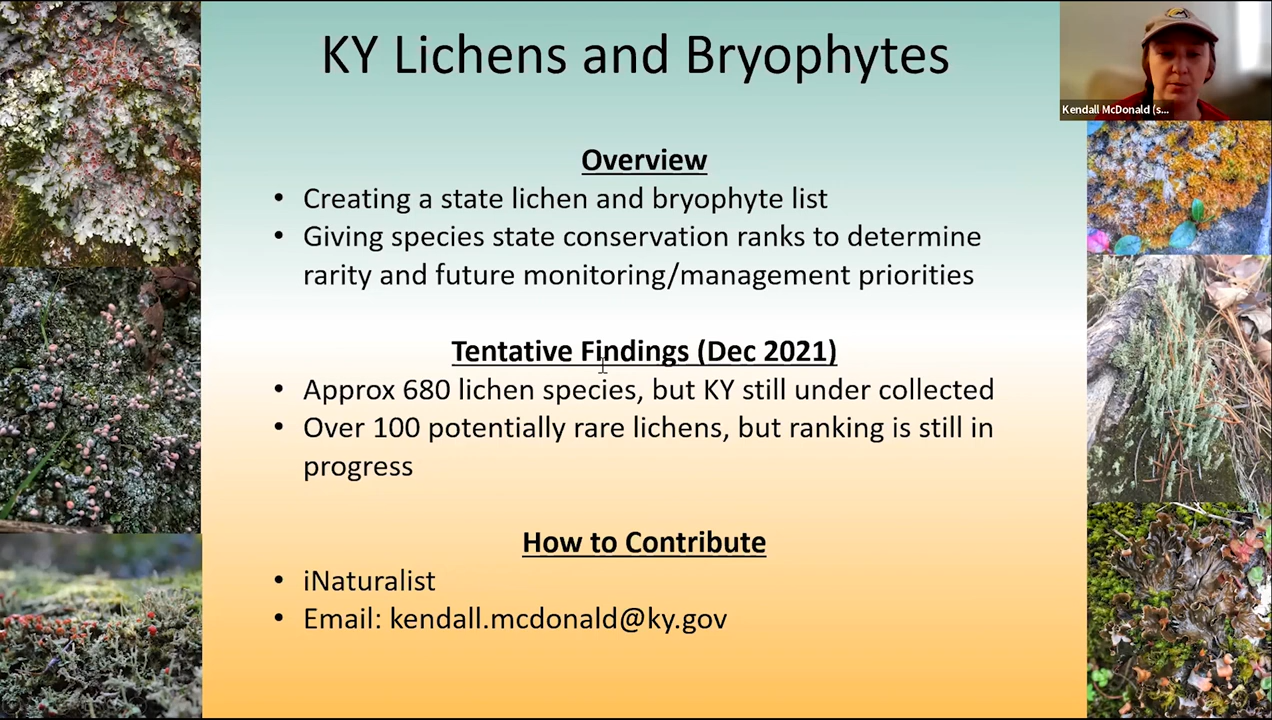 KY Lichens and Bryophytes
Kendall McDonald (s...
Overview
• Creating a state lichen and bryophyte list
• Giving species state conservation ranks to determine
rarity and future monitoring/management priorities
Tentative Findings (Dec 2021)
• Approx 680 lichen species, but KY still under collected
• Over 100 potentially rare lichens, but ranking is still in
progress
How to Contribute
• iNaturalist
• Email: kendall.mcdonald@ky.gov